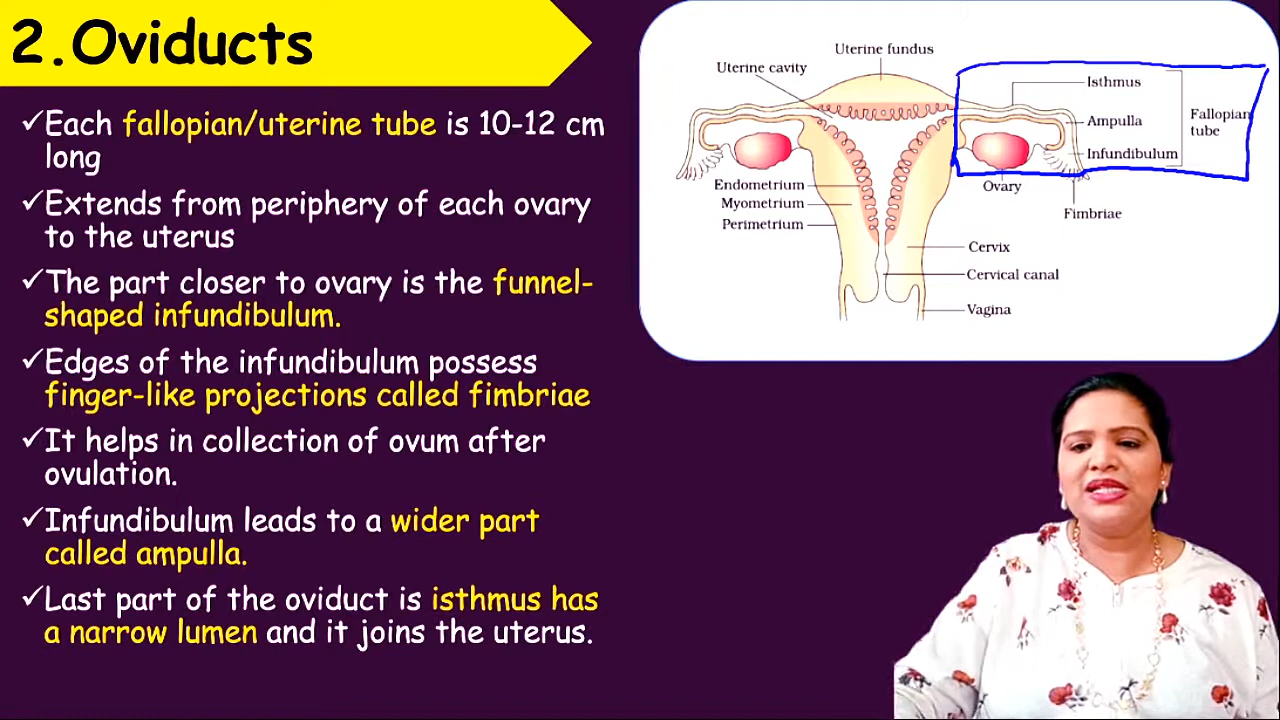 2.Oviducts
✓Each fallopian/uterine tube is 10-12 cm
long
✓Extends from periphery of each ovary
to the uterus
✓The part closer to ovary is the funnel-
shaped infundibulum.
✓Edges of the infundibulum possess
finger-like projections called fimbriae
✓It helps in collection of ovum after
ovulation.
✓Infundibulum leads to a wider part
called ampulla.
✓Last part of the oviduct is isthmus has
a narrow lumen and it joins the uterus.
Uterine fundus
Uterine cavity
Isthmus
Ampulla
Infundibulum
Fallopian
tube
Ovary
Fimbriae
Endometrium
Myometrium
Perimetrium
Cervix
Cervical canal
Vagina